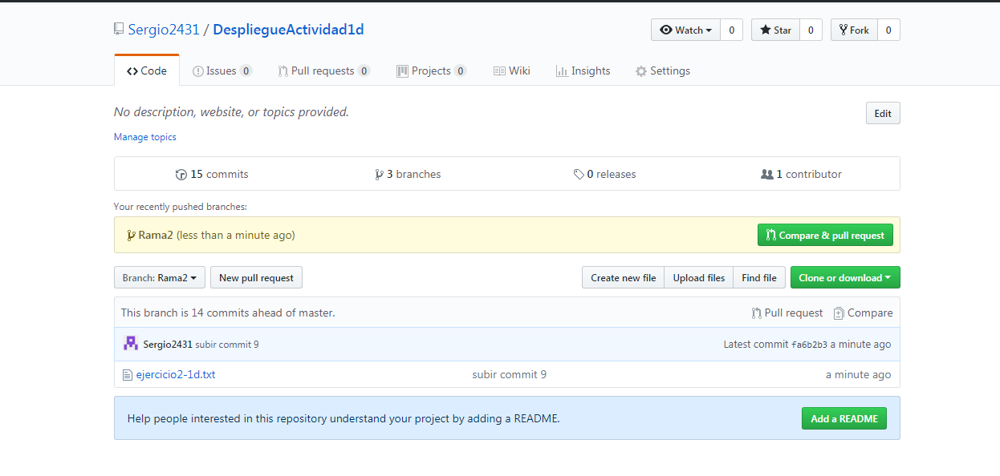 Sergio2431 / DespliegueActividad1d Watch 0 Star 0 Fork 0
Code Issues 0 Pull requests 0 Projects 0 Wiki Insights Settings
No description, website, or topics provided. Edit
Manage topics
15 commits 3 branches 0 releases 1 contributor
Your recently pushed branches:
Rama2 (less than a minute ago) Compare & pull request
Branch: Rama2 New pull request Create new file Upload files Find file Clone or download
This branch is 14 commits ahead of master. Pull request Compare
Sergio2431 subir commit 9 Latest commit fa6b2b3 a minute ago
ejercicio2-1d.txt subir commit 9 a minute ago
Help people interested in this repository understand your project by adding a README. Add a README